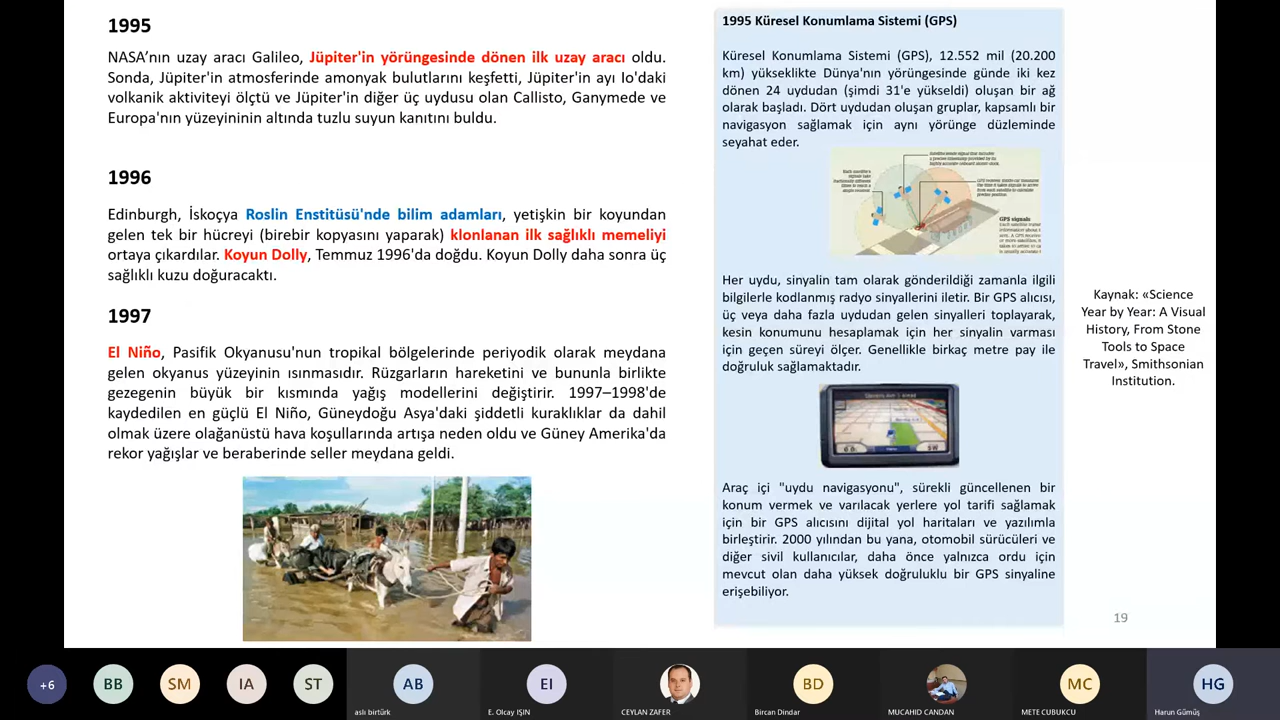 1995
NASA’nın uzay aracı Galileo, Jüpiter'in yörüngesinde dönen ilk uzay aracı oldu.
Sonda, Jüpiter'in atmosferinde amonyak bulutlarını keşfetti, Jüpiter'in ayı Io'daki
volkanik aktiviteyi ölçtü ve Jüpiter'in diğer üç uydusu olan Callisto, Ganymede ve
Europa'nın yüzeyininin altında tuzlu suyun kanıtını buldu.
1996
Edinburgh, İskoçya Roslin Enstitüsü'nde bilim adamları, yetişkin bir koyundan
gelen tek bir hücreyi (birebir kopyasını yaparak) klonlanan ilk sağlıklı memeliyi
ortaya çıkardılar. Koyun Dolly, Temmuz 1996'da doğdu. Koyun Dolly daha sonra üç
sağlıklı kuzu doğuracaktı.
1997
El Niño, Pasifik Okyanusu'nun tropikal bölgelerinde periyodik olarak meydana
gelen okyanus yüzeyinin ısınmasıdır. Rüzgarların hareketini ve bununla birlikte
gezegenin büyük bir kısmında yağış modellerini değiştirir. 1997–1998'de
kaydedilen en güçlü El Niño, Güneydoğu Asya'daki şiddetli kuraklıklar da dahil
olmak üzere olağanüstü hava koşullarında artışa neden oldu ve Güney Amerika'da
rekor yağışlar ve beraberinde seller meydana geldi.
1995 Küresel Konumlama Sistemi (GPS)
Küresel Konumlama Sistemi (GPS), 12.552 mil (20.200
km) yükseklikte Dünya'nın yörüngesinde günde iki kez
dönen 24 uydudan (şimdi 31'e yükseldi) oluşan bir ağ
olarak başladı. Dört uydudan oluşan gruplar, kapsamlı bir
navigasyon sağlamak için aynı yörünge düzleminde
seyahat eder.
GPS signals
Her uydu, sinyalin tam olarak gönderildiği zamanla ilgili
bilgilerle kodlanmış radyo sinyallerini iletir. Bir GPS alıcısı,
üç veya daha fazla uydudan gelen sinyalleri toplayarak,
kesin konumunu hesaplamak için her sinyalin varması
için geçen süreyi ölçer. Genellikle birkaç metre pay ile
doğruluk sağlamaktadır.
Araç içi "uydu navigasyonu", sürekli güncellenen bir
konum vermek ve varılacak yerlere yol tarifi sağlamak
için bir GPS alıcısını dijital yol haritaları ve yazılımla
birleştirir. 2000 yılından bu yana, otomobil sürücüleri ve
diğer sivil kullanıcılar, daha önce yalnızca ordu için
mevcut olan daha yüksek doğruluklu bir GPS sinyaline
erişebiliyor.
Kaynak: «Science
Year by Year: A Visual
History, From Stone
Tools to Space
Travel», Smithsonian
Institution.
19
+6
BB
SM
IA
ST
AB
EI
BD
MC
HG
aslı birtürk
E. Olcay IŞIN
CEYLAN ZAFER
Bircan Dindar
MUCAHID CANDAN
METE CUBUKCU
Harun Gümüş